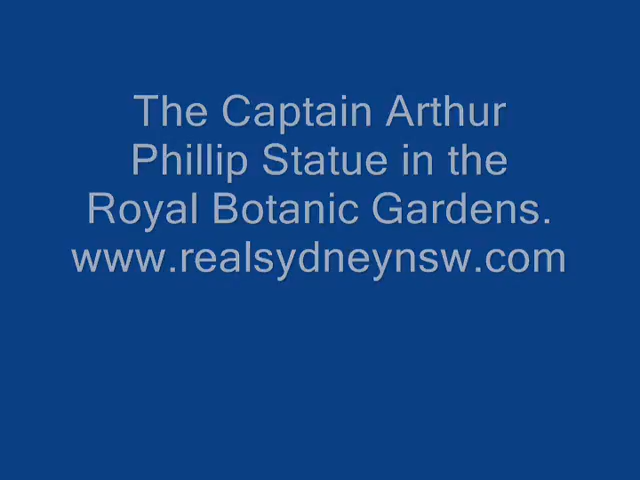 The Captain Arthur
Phillip Statue in the
Royal Botanic Gardens.
www.realsydneynsw.com